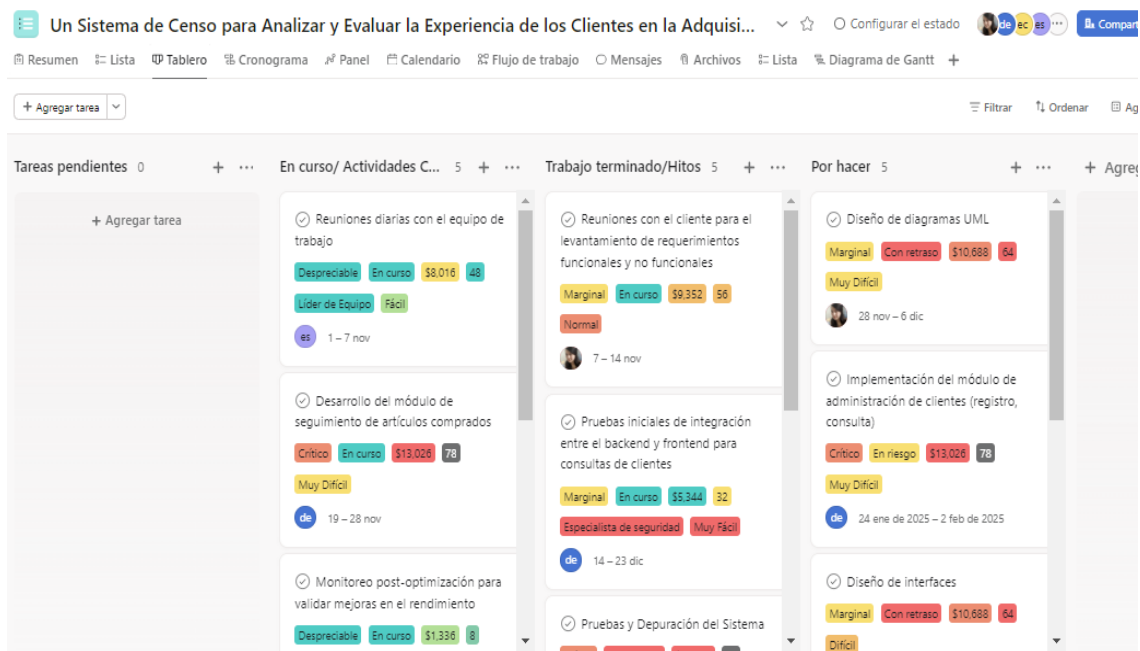 Un Sistema de Censo para Analizar y Evaluar la Experiencia de los Clientes en la Adquisi...
Configurar el estado
de ec es
Compart
Resumen Lista Tablero Cronograma Panel Calendario Flujo de trabajo Mensajes Archivos Lista Diagrama de Gantt +
+ Agregar tarea
Filtrar Ordenar Ag
Tareas pendientes 0 + ...
+ Agregar tarea
En curso/ Actividades C... 5 + ...
Reuniones diarias con el equipo de
trabajo
Despreciable En curso $8,016 48
Líder de Equipo Fácil
es 1 – 7 nov
Desarrollo del módulo de
seguimiento de artículos comprados
Crítico En curso $13,026 78
Muy Difícil
de 19 – 28 nov
Monitoreo post-optimización para
validar mejoras en el rendimiento
Despreciable En curso $1,336 8
Trabajo terminado/Hitos 5 + ...
Reuniones con el cliente para el
levantamiento de requerimientos
funcionales y no funcionales
Marginal En curso $9,352 56
Normal
7 – 14 nov
Pruebas iniciales de integración
entre el backend y frontend para
consultas de clientes
Marginal En curso $5,344 32
Especialista de seguridad Muy Fácil
de 14 – 23 dic
Pruebas y Depuración del Sistema
Por hacer 5 + ...
Diseño de diagramas UML
Marginal Con retraso $10,688 64
Muy Difícil
28 nov – 6 dic
Implementación del módulo de
administración de clientes (registro,
consulta)
Crítico En riesgo $13,026 78
Muy Difícil
de 24 ene de 2025 – 2 feb de 2025
Diseño de interfaces
Marginal Con retraso $10,688 64
Difícil
+ Agreg